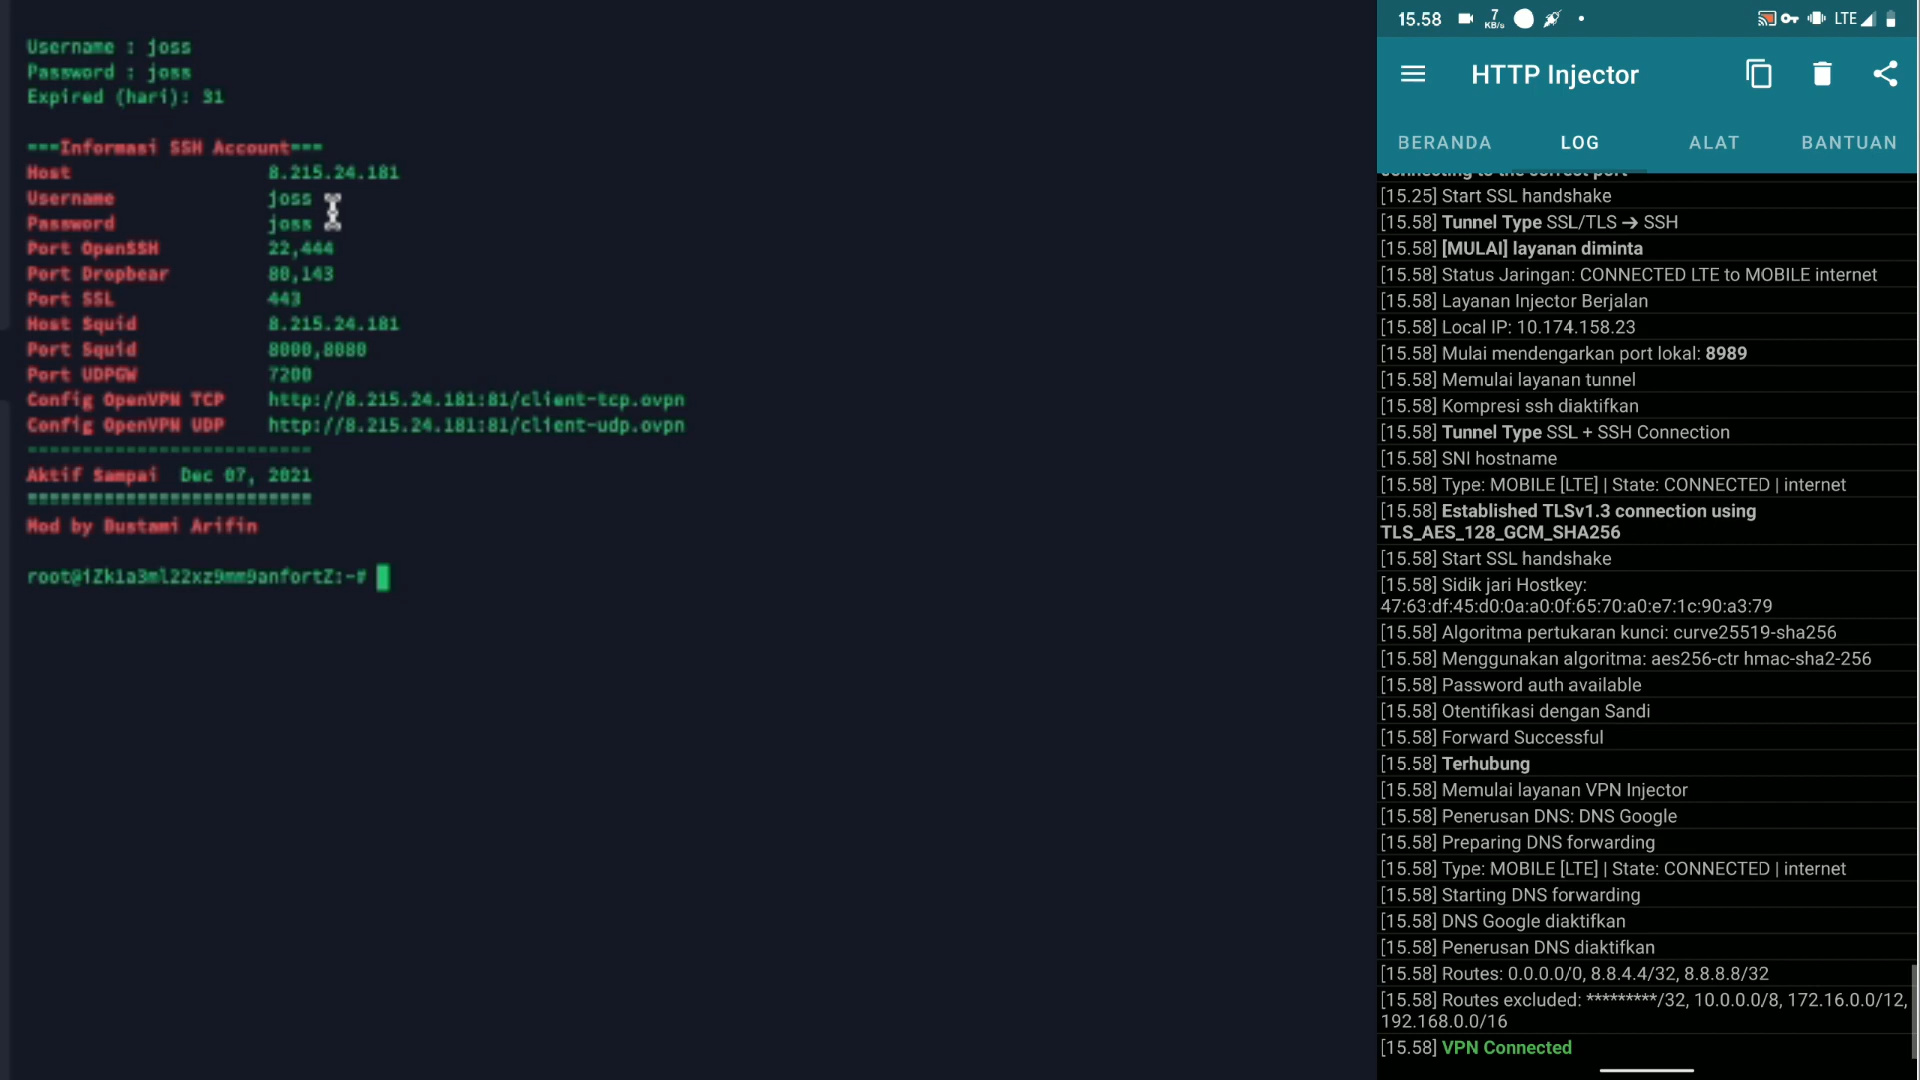 Username : joss
Password : joss
Expired (hari): 31
===Informasi SSH Account===
Host 8.215.24.181
Username joss
Password joss
Port OpenSSH 22,444
Port Dropbear 80,143
Port SSL 443
Host Squid 8.215.24.181
Port Squid 8000,8080
Port UDPGW 7200
Config OpenVPN TCP http://8.215.24.181:81/client-tcp.ovpn
Config OpenVPN UDP http://8.215.24.181:81/client-udp.ovpn
--------------------------
Aktif Sampai Dec 07, 2021
==========================
Mod by Bustami Arifin
root@iZk1a3ml22xz9mm9anfortZ:~#
15.58 7 KB/s LTE
HTTP Injector
BERANDA LOG ALAT BANTUAN
connecting to the correct port
[15.25] Start SSL handshake
[15.58] Tunnel Type SSL/TLS ➔ SSH
[15.58] [MULAI] layanan diminta
[15.58] Status Jaringan: CONNECTED LTE to MOBILE internet
[15.58] Layanan Injector Berjalan
[15.58] Local IP: 10.174.158.23
[15.58] Mulai mendengarkan port lokal: 8989
[15.58] Memulai layanan tunnel
[15.58] Kompresi ssh diaktifkan
[15.58] Tunnel Type SSL + SSH Connection
[15.58] SNI hostname
[15.58] Type: MOBILE [LTE] | State: CONNECTED | internet
[15.58] Established TLSv1.3 connection using
TLS_AES_128_GCM_SHA256
[15.58] Start SSL handshake
[15.58] Sidik jari Hostkey:
47:63:df:45:d0:0a:a0:0f:65:70:a0:e7:1c:90:a3:79
[15.58] Algoritma pertukaran kunci: curve25519-sha256
[15.58] Menggunakan algoritma: aes256-ctr hmac-sha2-256
[15.58] Password auth available
[15.58] Otentifikasi dengan Sandi
[15.58] Forward Successful
[15.58] Terhubung
[15.58] Memulai layanan VPN Injector
[15.58] Penerusan DNS: DNS Google
[15.58] Preparing DNS forwarding
[15.58] Type: MOBILE [LTE] | State: CONNECTED | internet
[15.58] Starting DNS forwarding
[15.58] DNS Google diaktifkan
[15.58] Penerusan DNS diaktifkan
[15.58] Routes: 0.0.0.0/0, 8.8.4.4/32, 8.8.8.8/32
[15.58] Routes excluded: *********/32, 10.0.0.0/8, 172.16.0.0/12,
192.168.0.0/16
[15.58] VPN Connected